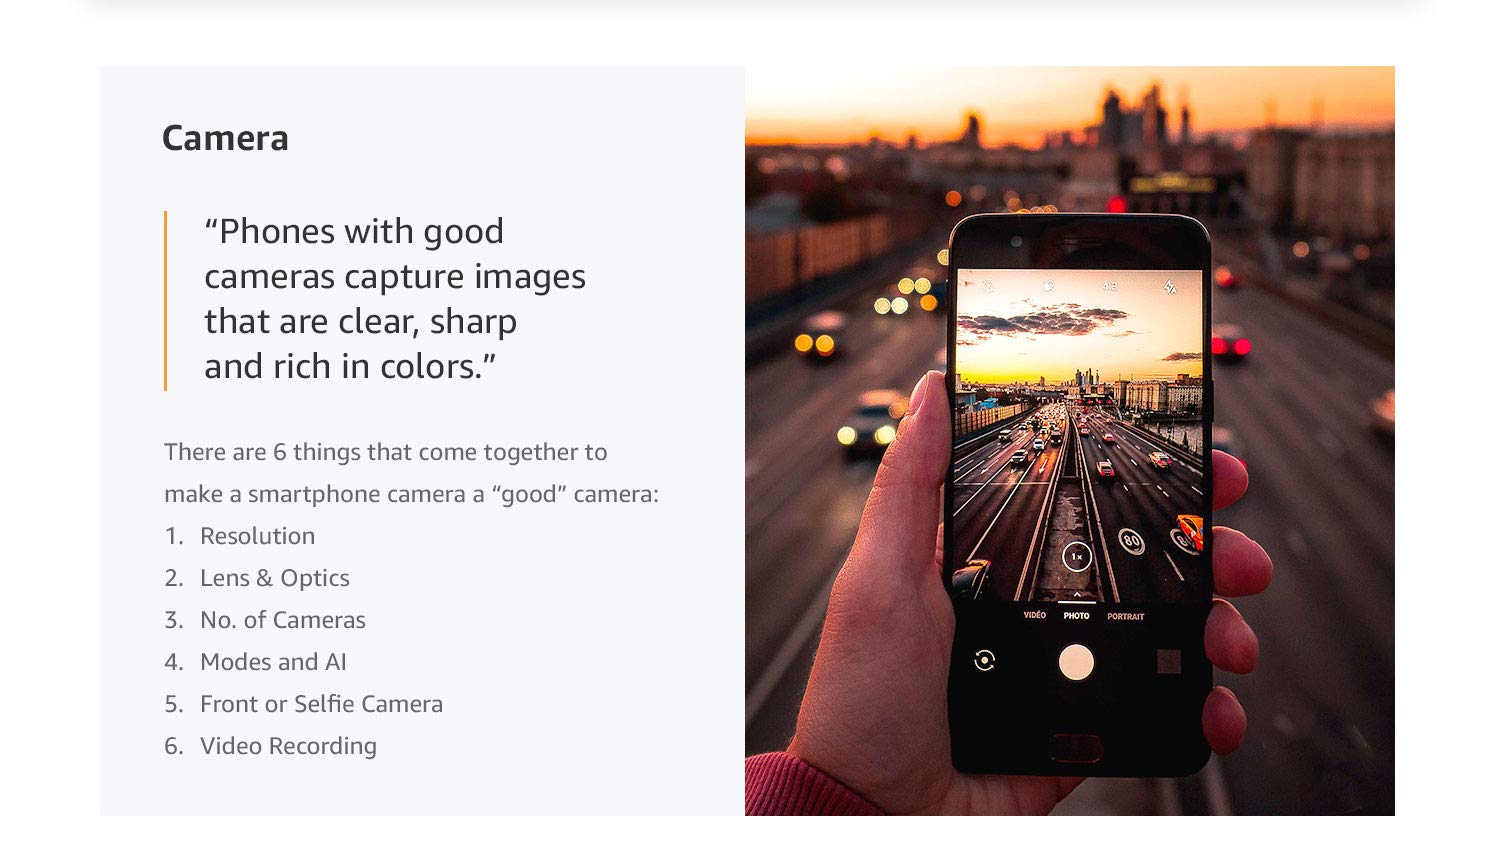 Camera
“Phones with good
cameras capture images
that are clear, sharp
and rich in colors.”
There are 6 things that come together to
make a smartphone camera a “good” camera:
1. Resolution
2. Lens & Optics
3. No. of Cameras
4. Modes and AI
5. Front or Selfie Camera
6. Video Recording
4:3
80
80
1×
VIDÉO PHOTO PORTRAIT